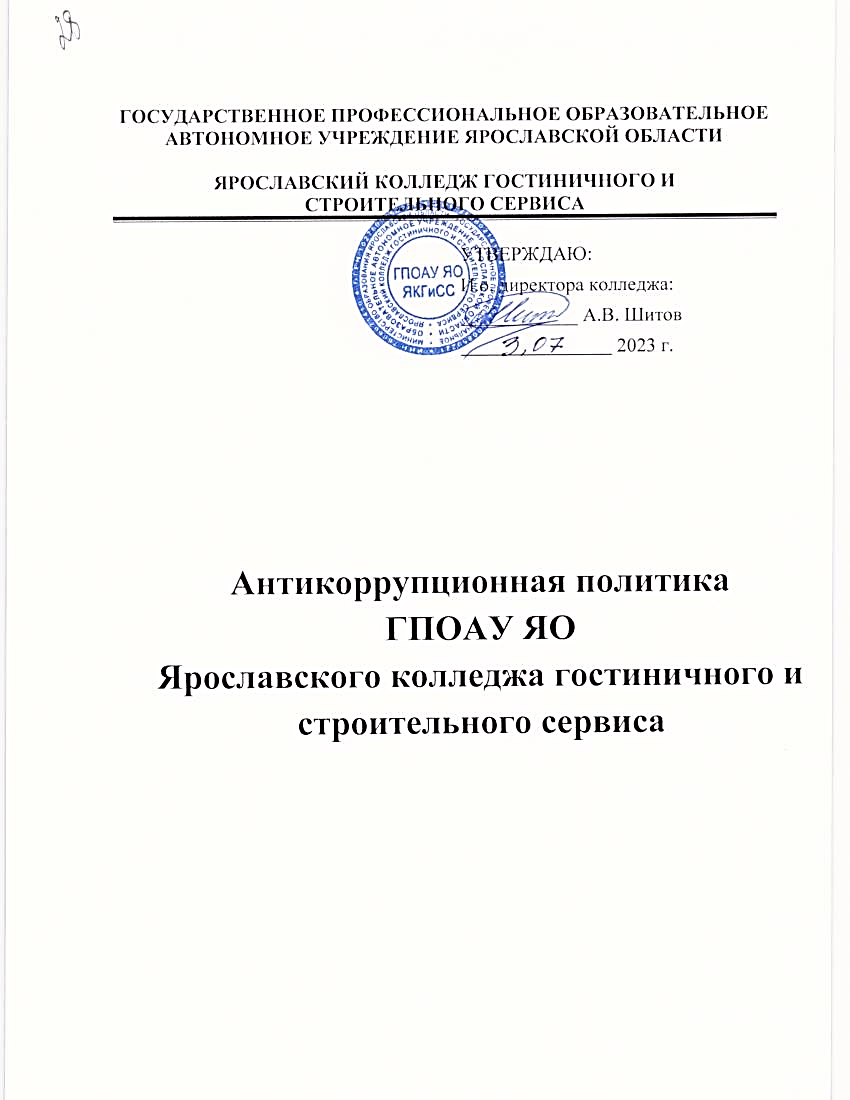 ГОСУДАРСТВЕННОЕ ПРОФЕССИОНАЛЬНОЕ ОБРАЗОВАТЕЛЬНОЕ
АВТОНОМНОЕ УЧРЕЖДЕНИЕ ЯРОСЛАВСКОЙ ОБЛАСТИ
ЯРОСЛАВСКИЙ КОЛЛЕДЖ ГОСТИНИЧНОГО И
СТРОИТЕЛЬНОГО СЕРВИСА
УТВЕРЖДАЮ:
И.о. директора колледжа:
А.В. Шитов
3,07 2023 г.
ГПОАУ ЯО
ЯКГиСС
Антикоррупционная политика
ГПОАУ ЯО
Ярославского колледжа гостиничного и
строительного сервиса